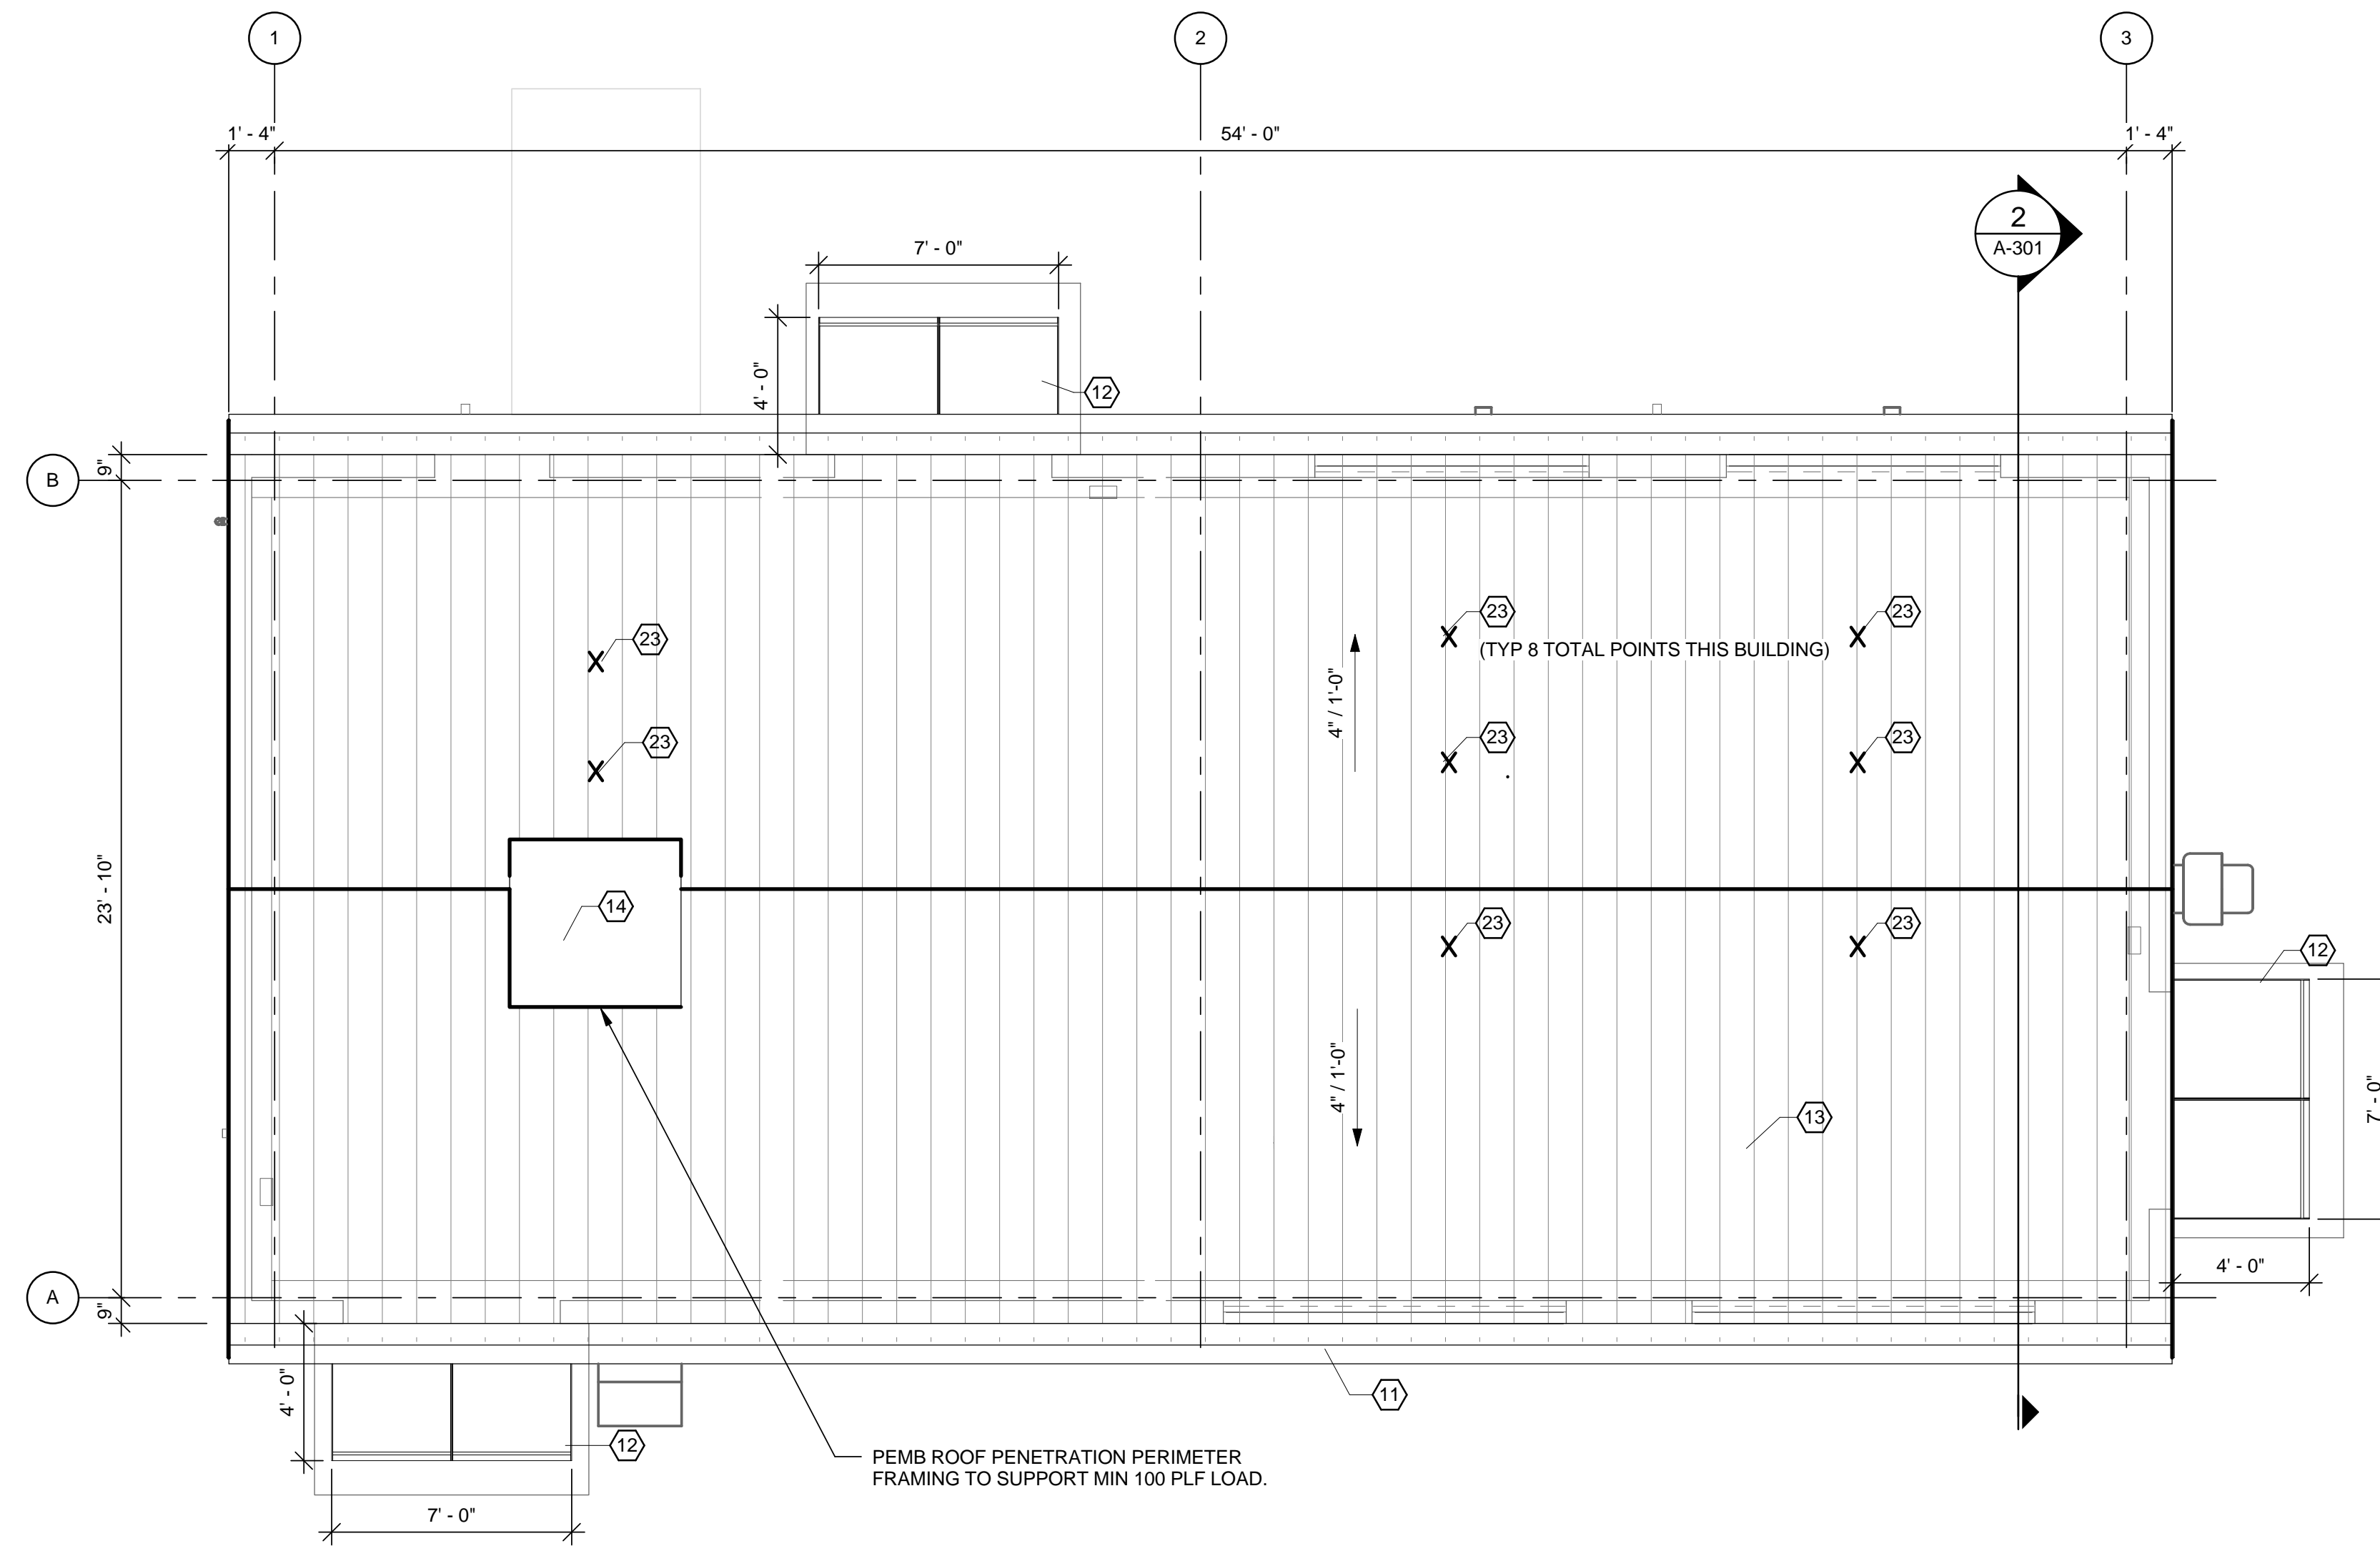 1
2
3
1' - 4"
54' - 0"
1' - 4"
2
A-301
7' - 0"
4' - 0"
12
9"
B
23
23
23
(TYP 8 TOTAL POINTS THIS BUILDING)
4" / 1'-0"
23
23
23
23' - 10"
14
23
23
12
4" / 1'-0"
13
7' - 0"
4' - 0"
A
9"
4' - 0"
11
12
PEMB ROOF PENETRATION PERIMETER
FRAMING TO SUPPORT MIN 100 PLF LOAD.
7' - 0"